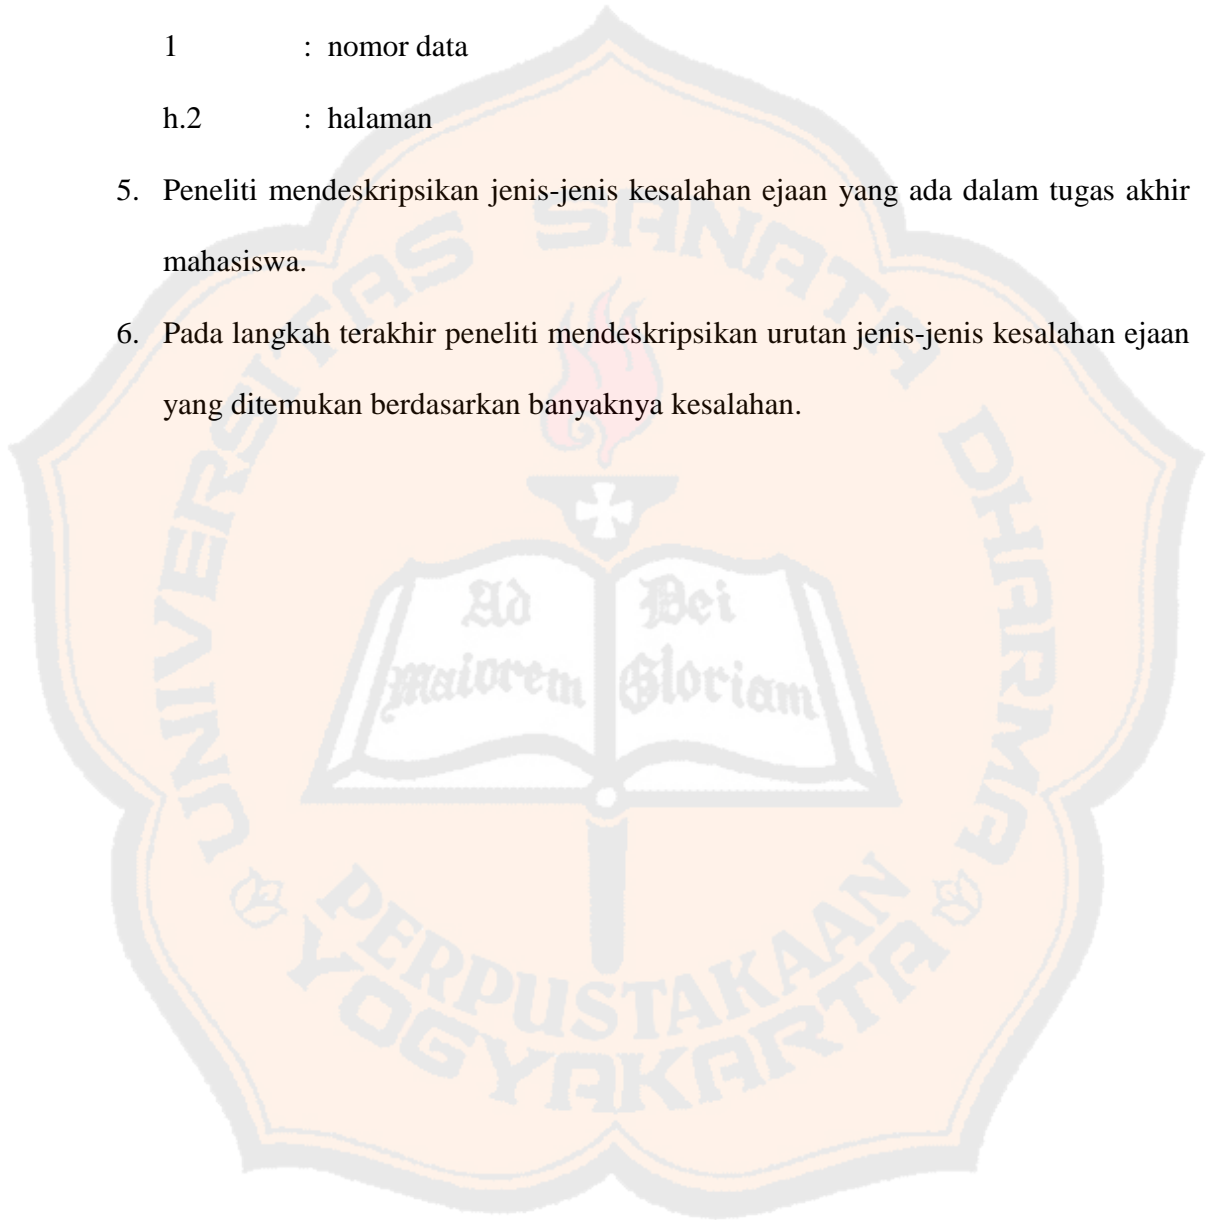 1 : nomor data
h.2 : halaman
5. Peneliti mendeskripsikan jenis-jenis kesalahan ejaan yang ada dalam tugas akhir
mahasiswa.
6. Pada langkah terakhir peneliti mendeskripsikan urutan jenis-jenis kesalahan ejaan
yang ditemukan berdasarkan banyaknya kesalahan.
UNIVERSITAS SANATA DHARMA
Ad Dei
Maiorem Gloriam
PERPUSTAKAAN
YOGYAKARTA